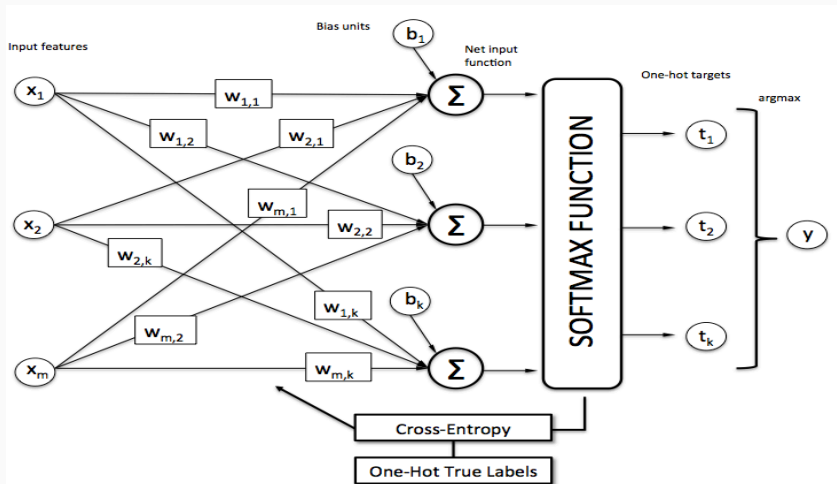 Bias units
b1
Input features
Net input
function
One-hot targets
x1
w1,1
Σ
argmax
w1,2
w2,1
t1
b2
wm,1
x2
w2,2
Σ
SOFTMAX FUNCTION
t2
y
w2,k
w1,k
bk
wm,2
tk
xm
wm,k
Σ
Cross-Entropy
One-Hot True Labels